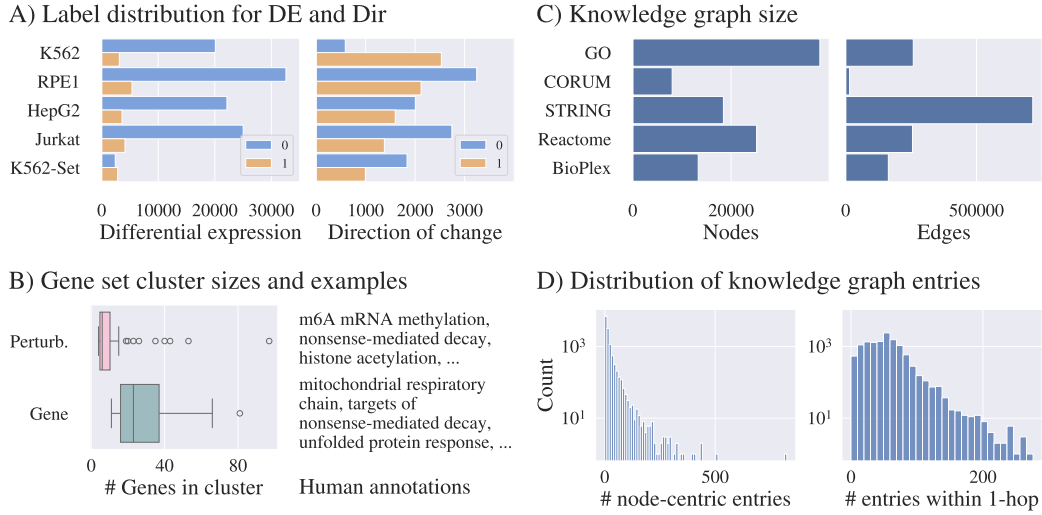 A) Label distribution for DE and Dir
K562
RPE1
HepG2
Jurkat
K562-Set
0
1
0
1
0 10000 20000 30000
0 1000 2000 3000
Differential expression
Direction of change
C) Knowledge graph size
GO
CORUM
STRING
Reactome
BioPlex
0 20000
0 500000
Nodes
Edges
B) Gene set cluster sizes and examples
Perturb.
Gene
0 40 80
# Genes in cluster
m6A mRNA methylation,
nonsense-mediated decay,
histone acetylation, ...
mitochondrial respiratory
chain, targets of
nonsense-mediated decay,
unfolded protein response, ...
Human annotations
D) Distribution of knowledge graph entries
Count
10³
10¹
0 500
# node-centric entries
10³
10¹
0 200
# entries within 1-hop